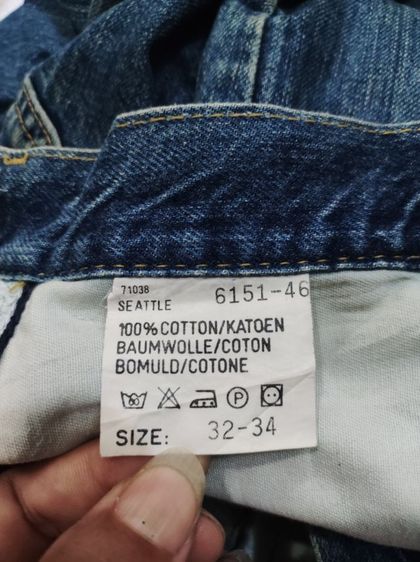 71038
SEATTLE 6151-46
100% COTTON/KATOEN
BAUMWOLLE/COTON
BOMULD/COTONE
P
SIZE: 32-34